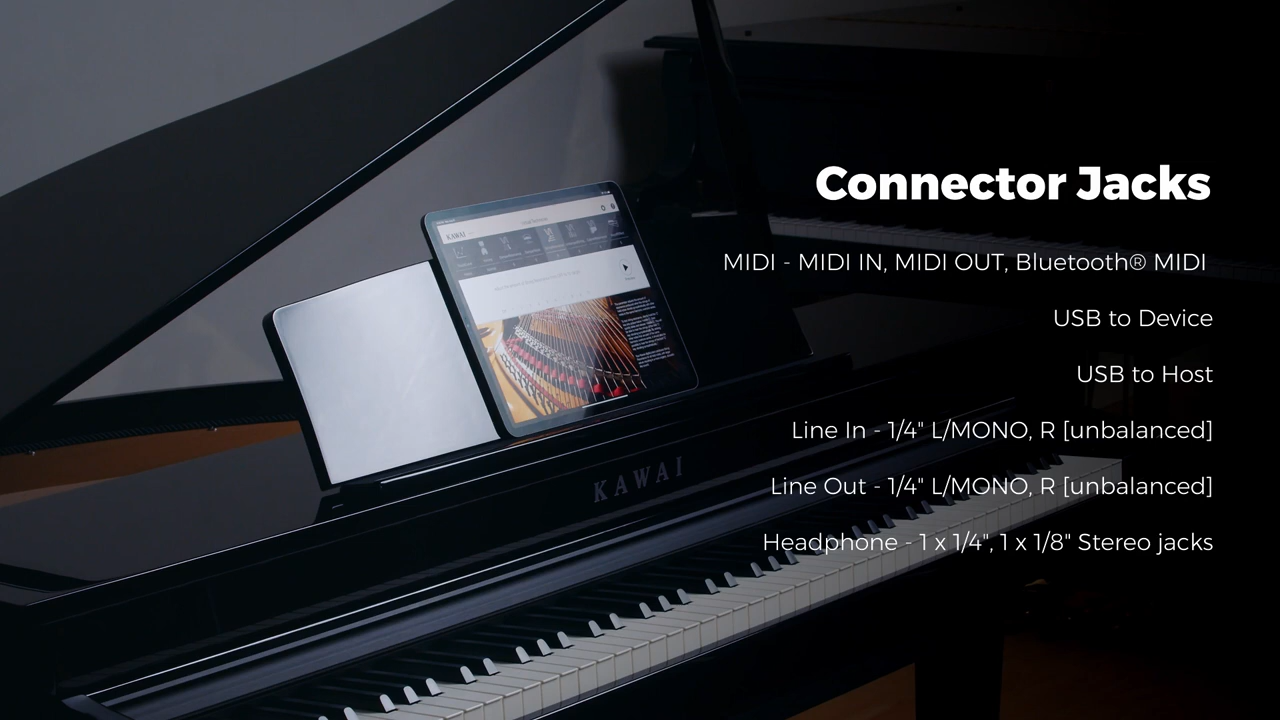 Connector Jacks
MIDI - MIDI IN, MIDI OUT, Bluetooth® MIDI
USB to Device
USB to Host
Line In - 1/4" L/MONO, R [unbalanced]
Line Out - 1/4" L/MONO, R [unbalanced]
Headphone - 1 x 1/4", 1 x 1/8" Stereo jacks
KAWAI
KAWAI